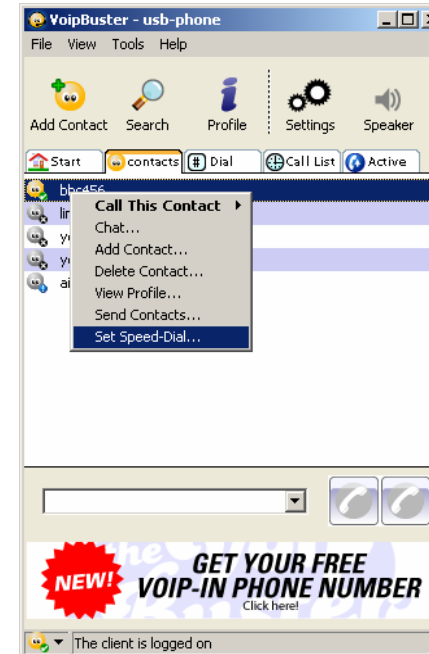 VoipBuster - usb-phone
File View Tools Help
Add Contact Search Profile Settings Speaker
Start contacts # Dial Call List Active
bbc456
Call This Contact
Chat...
Add Contact...
Delete Contact...
View Profile...
Send Contacts...
Set Speed-Dial...
NEW!
GET YOUR FREE
VOIP-IN PHONE NUMBER
Click here!
The client is logged on